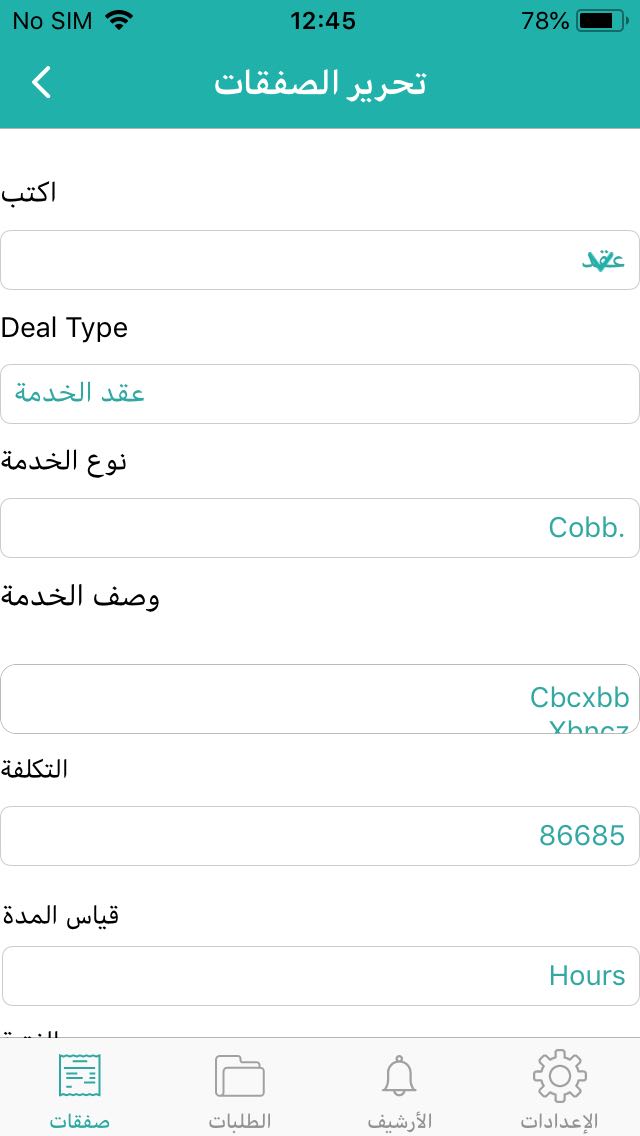 No SIM 12:45 78%
تحرير الصفقات
اكتب
عقد
Deal Type
عقد الخدمة
نوع الخدمة
Cobb.
وصف الخدمة
Cbcxbb
Xbncz
التكلفة
86685
قياس المدة
Hours
صفقات الطلبات الأرشيف الإعدادات